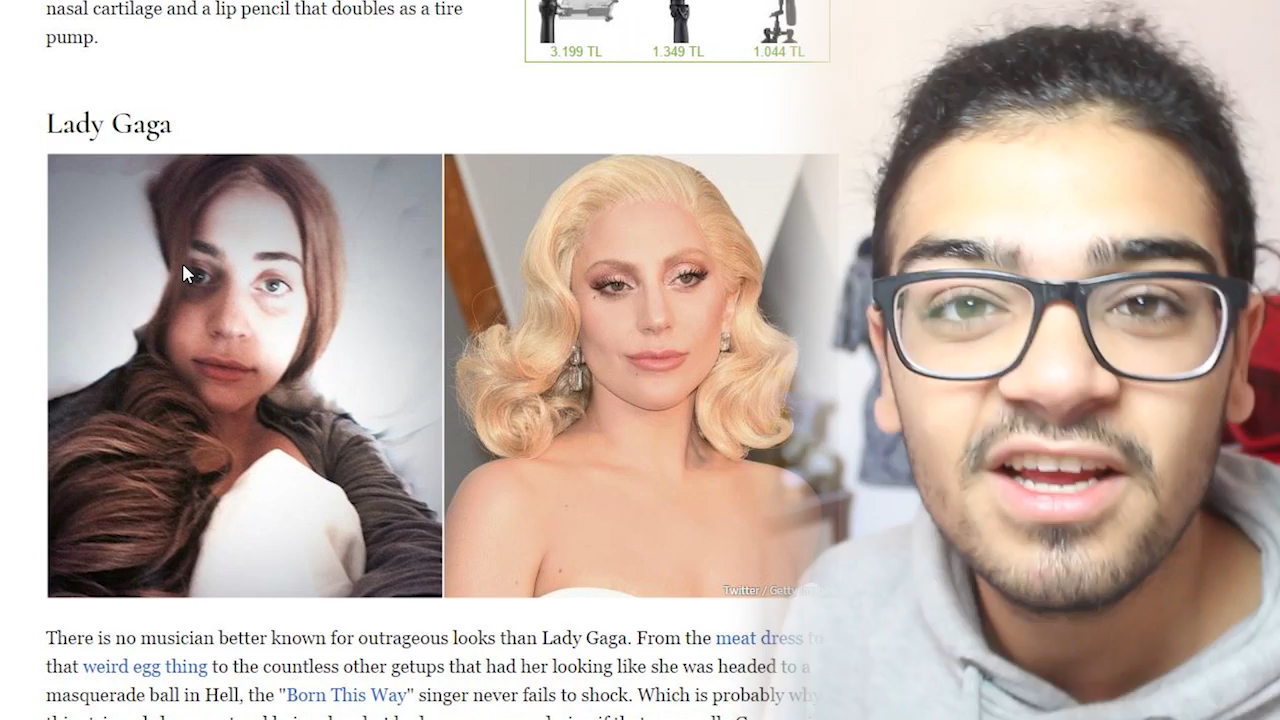 nasal cartilage and a lip pencil that doubles as a tire
pump.
3.199 TL 1.349 TL 1.044 TL
Lady Gaga
Twitter / Getty
There is no musician better known for outrageous looks than Lady Gaga. From the meat dress to
that weird egg thing to the countless other getups that had her looking like she was headed to a
masquerade ball in Hell, the "Born This Way" singer never fails to shock. Which is probably why